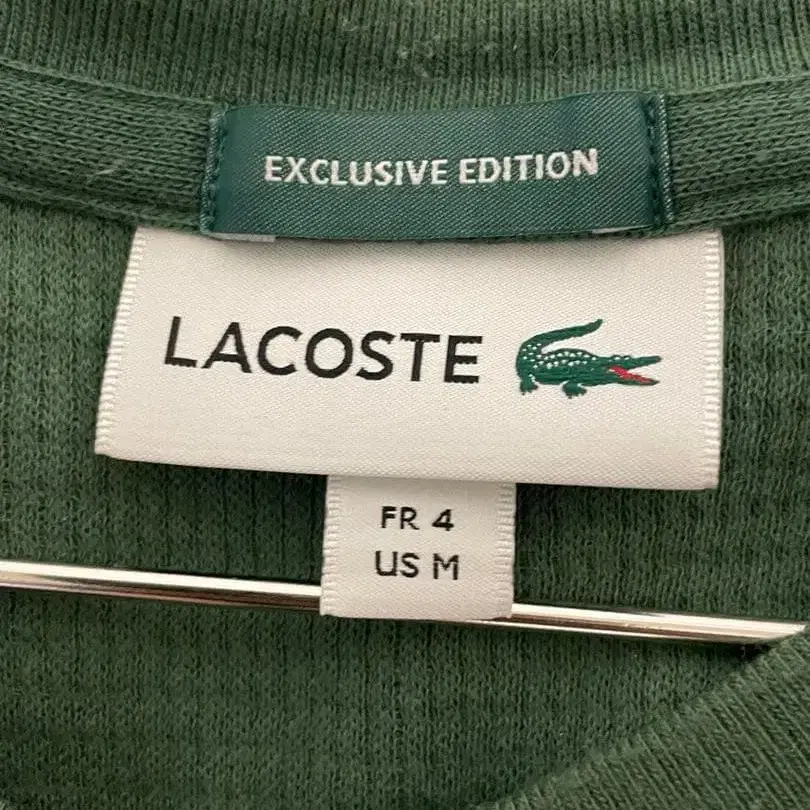 EXCLUSIVE EDITION
LACOSTE
FR 4
US M